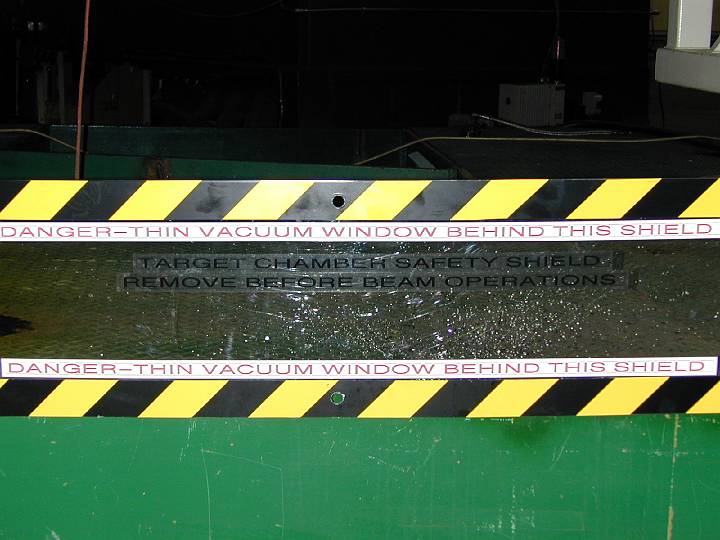 DANGER-THIN VACUUM WINDOW BEHIND THIS SHIELD
TARGET CHAMBER SAFETY SHIELD
REMOVE BEFORE BEAM OPERATIONS
DANGER-THIN VACUUM WINDOW BEHIND THIS SHIELD